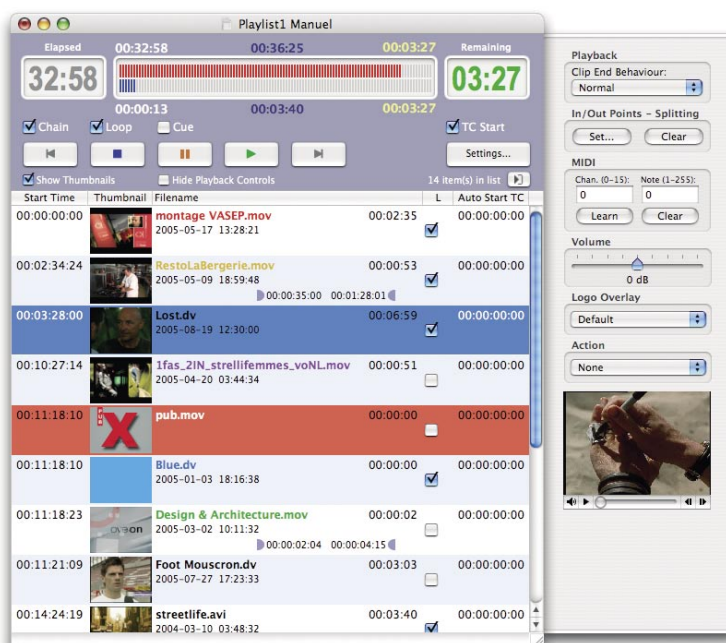 Playlist1 Manuel
Elapsed 00:32:58 00:36:25 00:03:27 Remaining
32:58 03:27
00:00:13 00:03:40 00:03:27
Chain Loop Cue TC Start
Settings...
Show Thumbnails Hide Playback Controls 14 item(s) in list
Start Time Thumbnail Filename L Auto Start TC
00:00:00:00 montage VASEP.mov 00:02:35 00:00:00:00
2005-05-17 13:28:21
00:02:34:24 RestoLaBergerie.mov 00:00:53 00:00:00:00
2005-05-09 18:59:48
00:00:35:00 00:01:28:01
00:03:28:00 Lost.dv 00:06:59 00:00:00:00
2005-08-19 12:30:00
00:10:27:14 1fas_2IN_strellifemmes_voNL.mov 00:00:51 00:00:00:00
2005-04-20 03:44:34
00:11:18:10 pub.mov 00:00:00 00:00:00:00
X
00:11:18:10 Blue.dv 00:00:00 00:00:00:00
2005-01-03 18:16:38
00:11:18:23 Design & Architecture.mov 00:00:02 00:00:00:00
2005-03-02 10:11:32
00:00:02:04 00:00:04:15
00:11:21:09 Foot Mouscron.dv 00:03:03 00:00:00:00
2005-07-27 17:23:33
00:14:24:19 streetlife.avi 00:03:40 00:00:00:00
2004-03-10 03:48:32
Playback
Clip End Behaviour:
Normal
In/Out Points - Splitting
Set... Clear
MIDI
Chan. (0-15): Note (1-255):
0 0
Learn Clear
Volume
0 dB
Logo Overlay
Default
Action
None